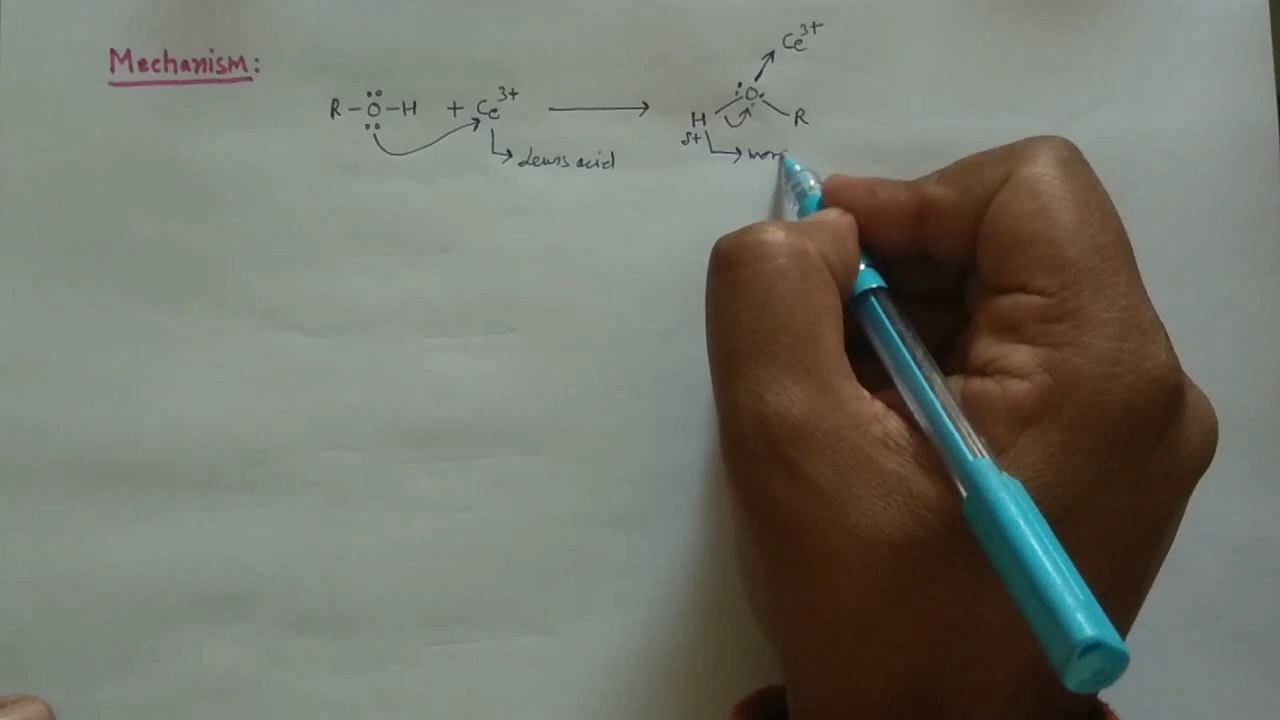 Mechanism:
R-Ö-H + Ce3+ → Ce3+
H O R
δ+
Lewis acid